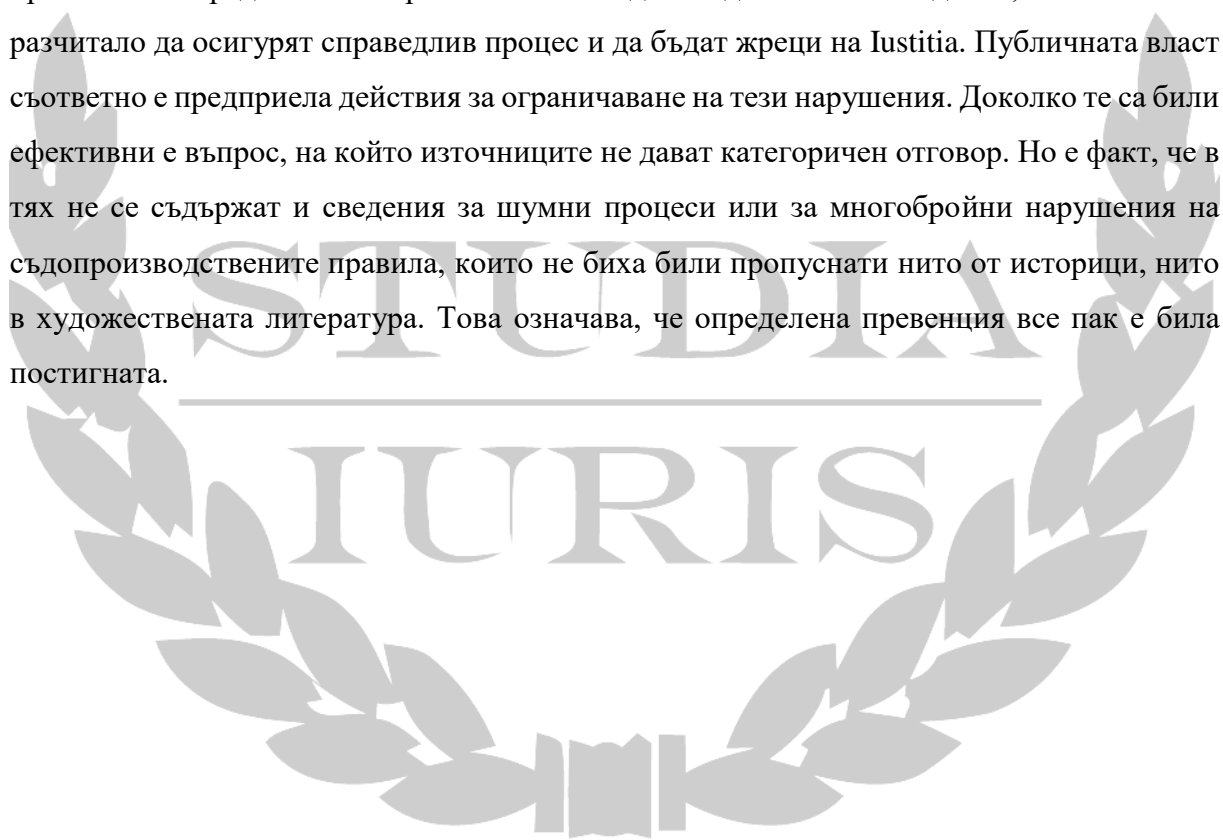 разчитало да осигурят справедлив процес и да бъдат жреци на Iustitia. Публичната власт
съответно е предприела действия за ограничаване на тези нарушения. Доколко те са били
ефективни е въпрос, на който източниците не дават категоричен отговор. Но е факт, че в
тях не се съдържат и сведения за шумни процеси или за многобройни нарушения на
съдопроизводствените правила, които не биха били пропуснати нито от историци, нито
в художествената литература. Това означава, че определена превенция все пак е била
постигната.
STUDIA
IURIS